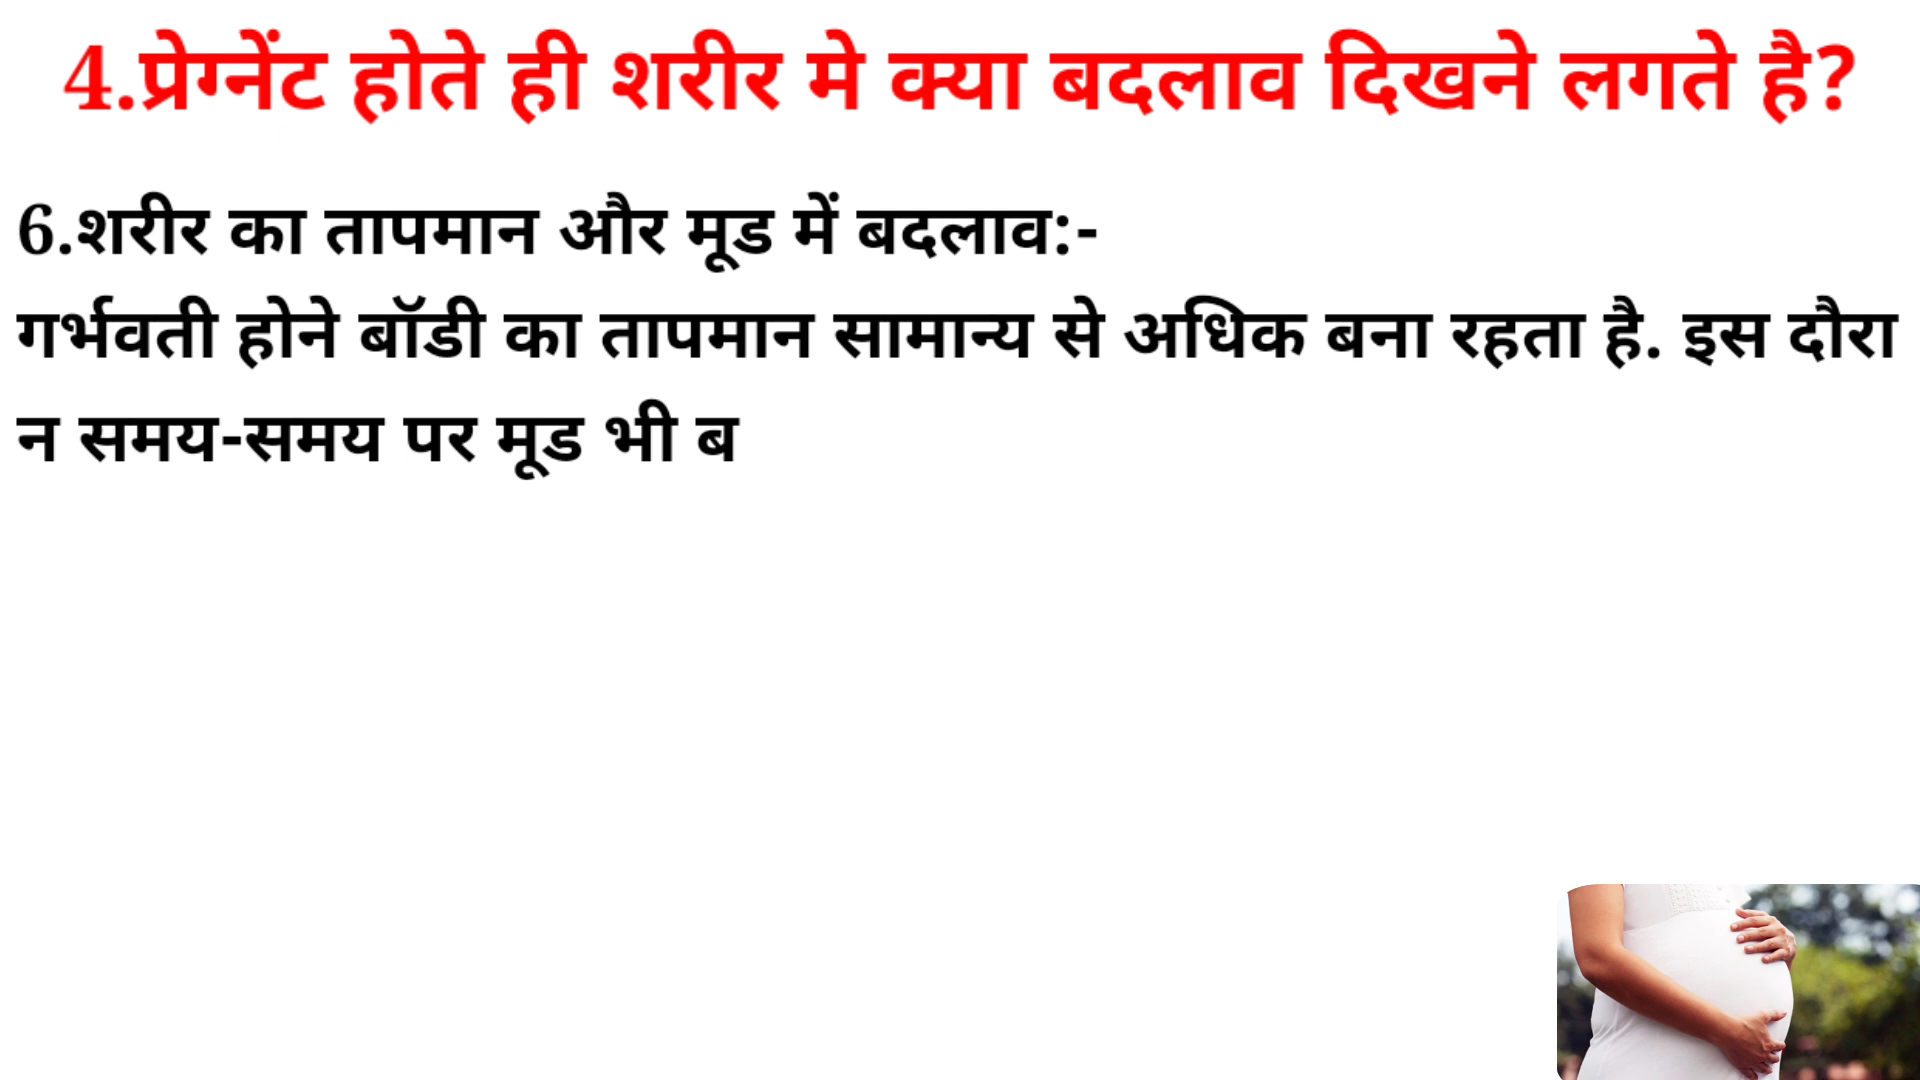 4.प्रेग्नेंट होते ही शरीर मे क्या बदलाव दिखने लगते है?
6.शरीर का तापमान और मूड में बदलाव:-
गर्भवती होने बॉडी का तापमान सामान्य से अधिक बना रहता है. इस दौरा
न समय-समय पर मूड भी ब